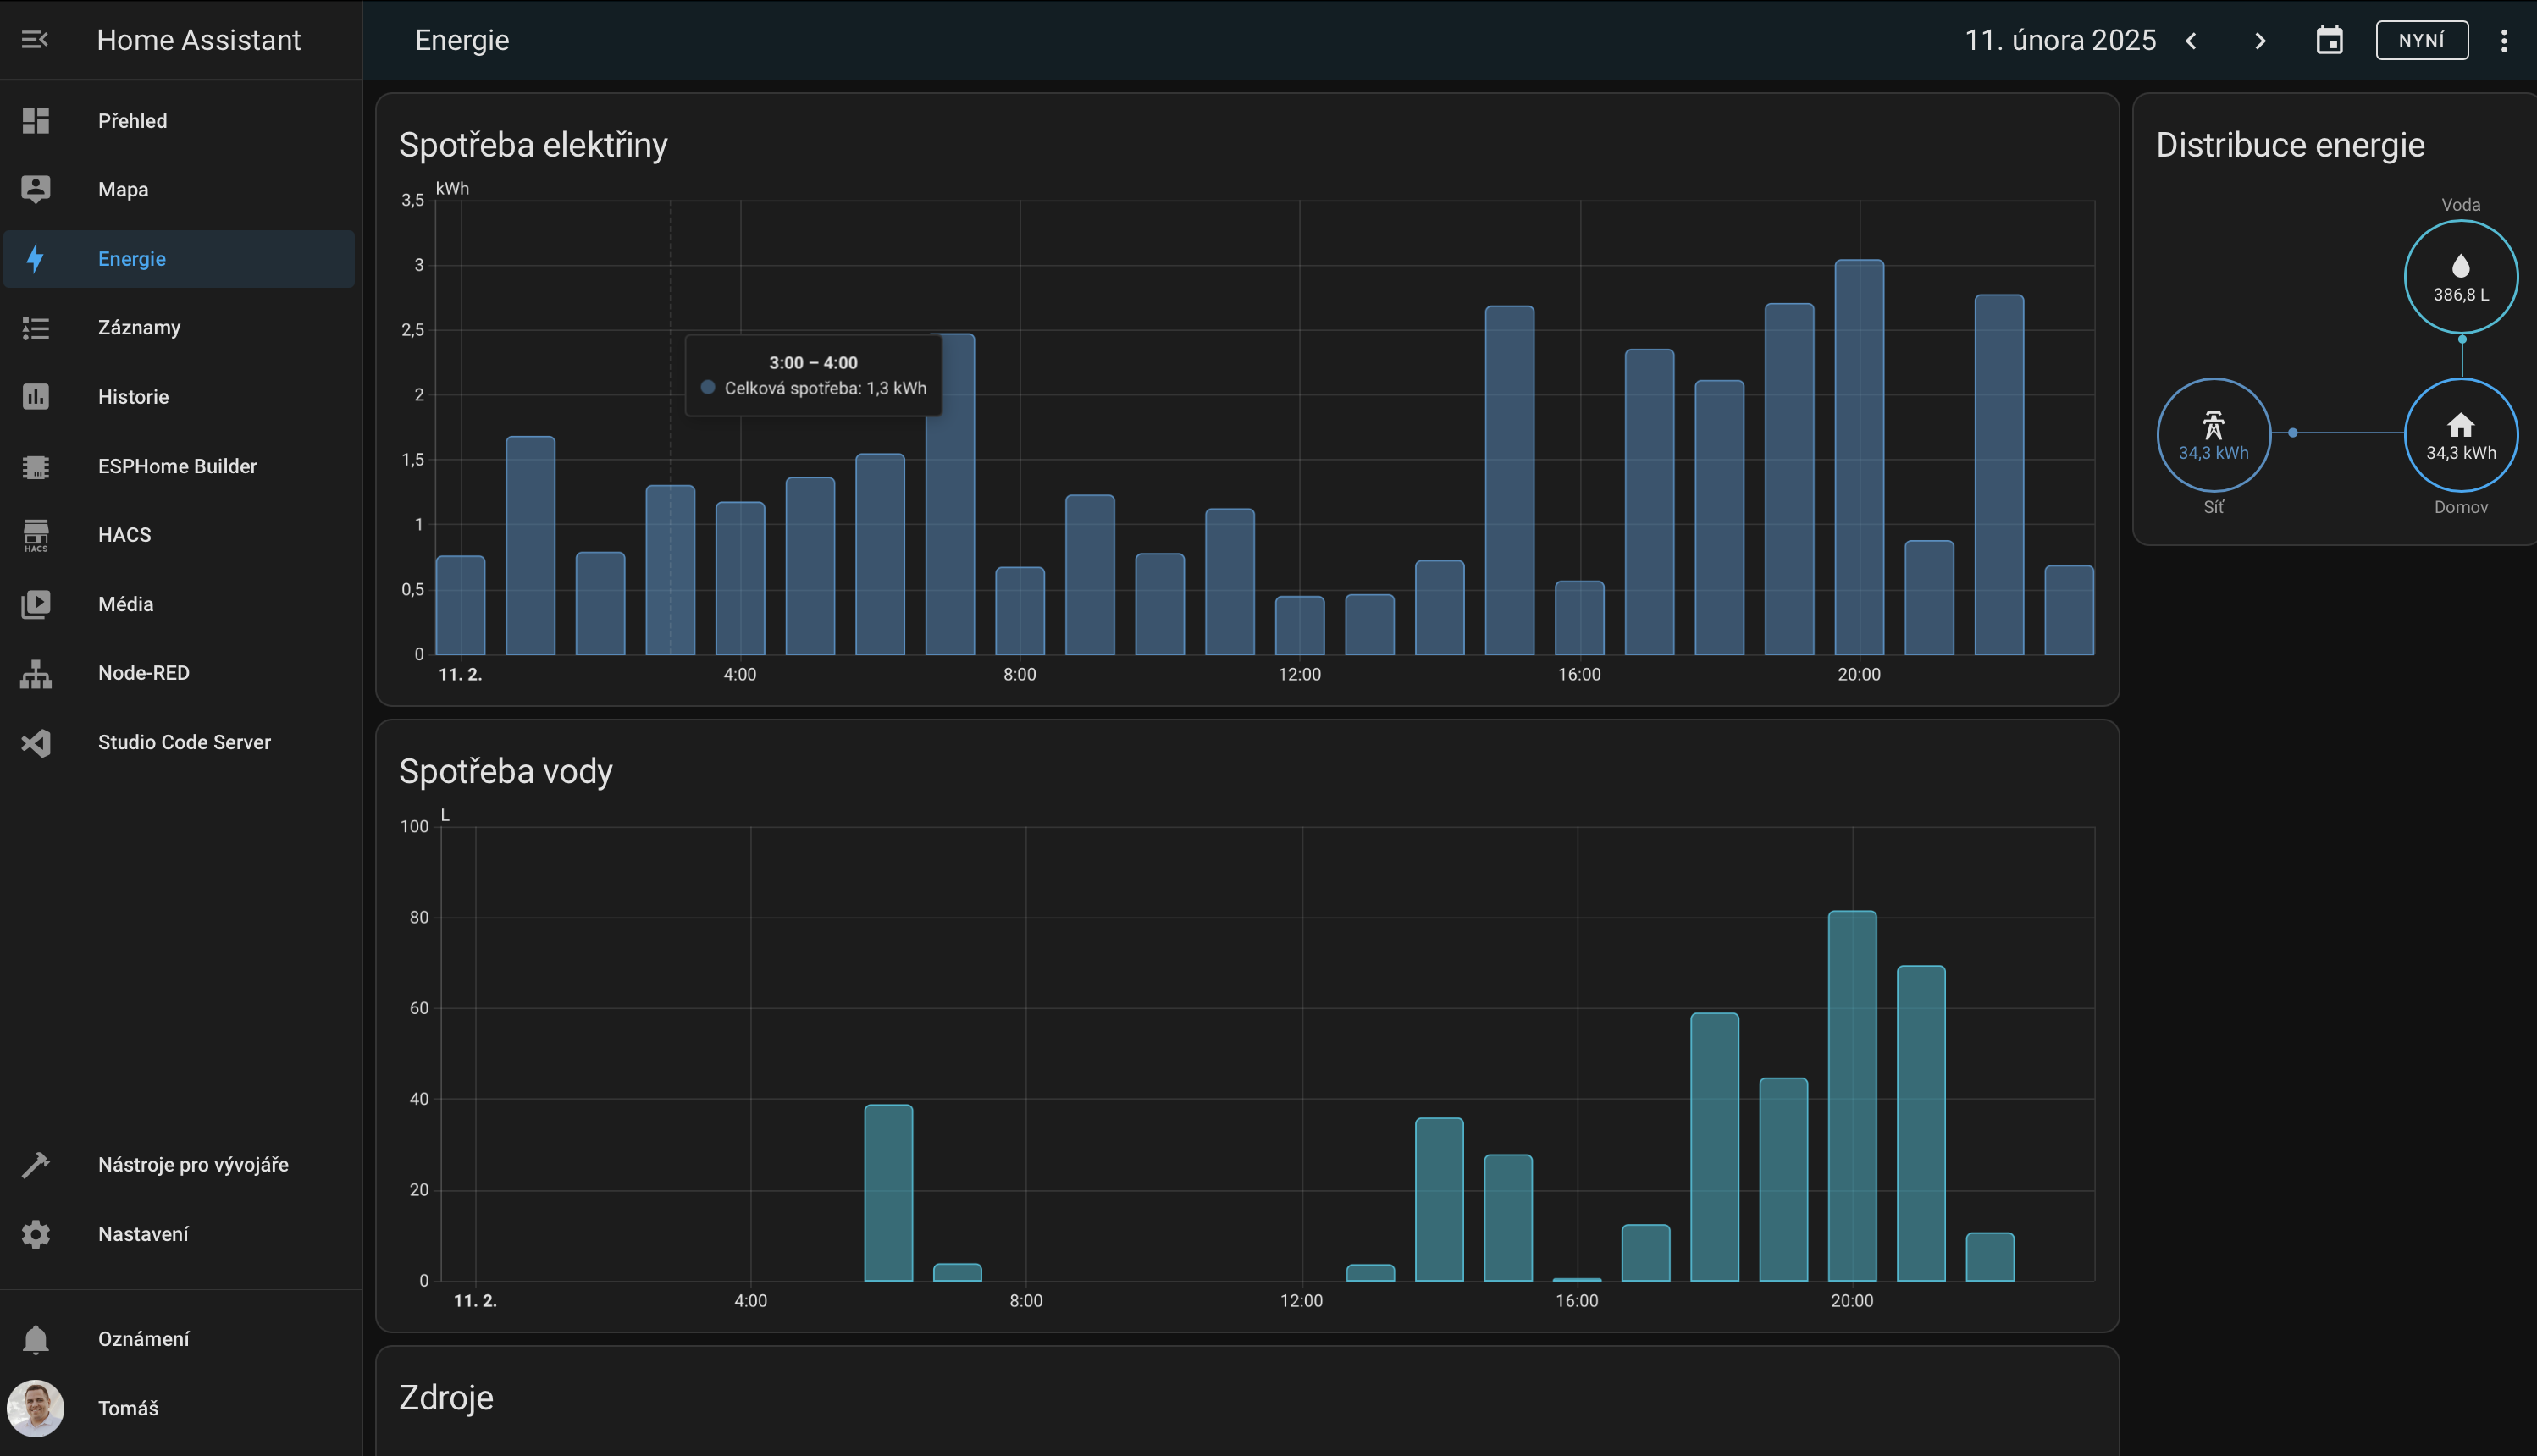 Home Assistant
Přehled
Mapa
Energie
Záznamy
Historie
ESPHome Builder
HACS
HACS
Média
Node-RED
Studio Code Server
Nástroje pro vývojáře
Nastavení
Oznámení
Tomáš
Energie
11. února 2025
NYNÍ
Spotřeba elektřiny
kWh
3,5
3
2,5
2
1,5
1
0,5
0
3:00 – 4:00
Celková spotřeba: 1,3 kWh
11. 2. 4:00 8:00 12:00 16:00 20:00
Spotřeba vody
L
100
80
60
40
20
0
11. 2. 4:00 8:00 12:00 16:00 20:00
Zdroje
Distribuce energie
Voda
386,8 L
34,3 kWh 34,3 kWh
Síť Domov